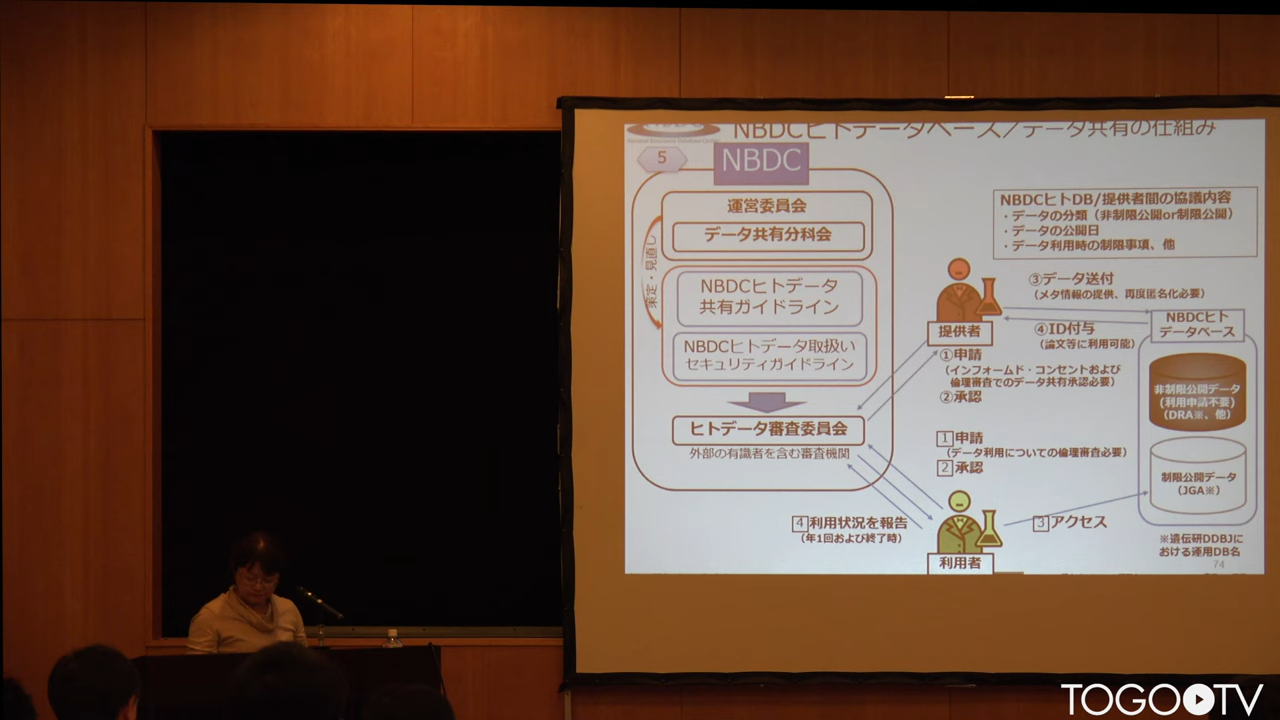 NBDCヒトデータベース/データ共有の仕組み
5
NBDC
運営委員会
データ共有分科会
策定・見直し
NBDCヒトデータ
共有ガイドライン
NBDCヒトデータ取扱い
セキュリティガイドライン
ヒトデータ審査委員会
外部の有識者を含む審査機関
NBDCヒトDB/提供者間の協議内容
・データの分類（非制限公開or制限公開）
・データの公開日
・データ利用時の制限事項、他
③データ送付
（メタ情報の提供、再度匿名化必要）
④ID付与
（論文等に利用可能）
提供者
①申請
（インフォームド・コンセントおよび
倫理審査でのデータ共有承認必要）
②承認
NBDCヒト
データベース
非制限公開データ
（利用申請不要）
（DRA※、他）
制限公開データ
（JGA※）
1 申請
（データ利用についての倫理審査必要）
2 承認
3 アクセス
4 利用状況を報告
（年1回および終了時）
利用者
※遺伝研DDBJに
おける運用DB名
74
TOGOTV